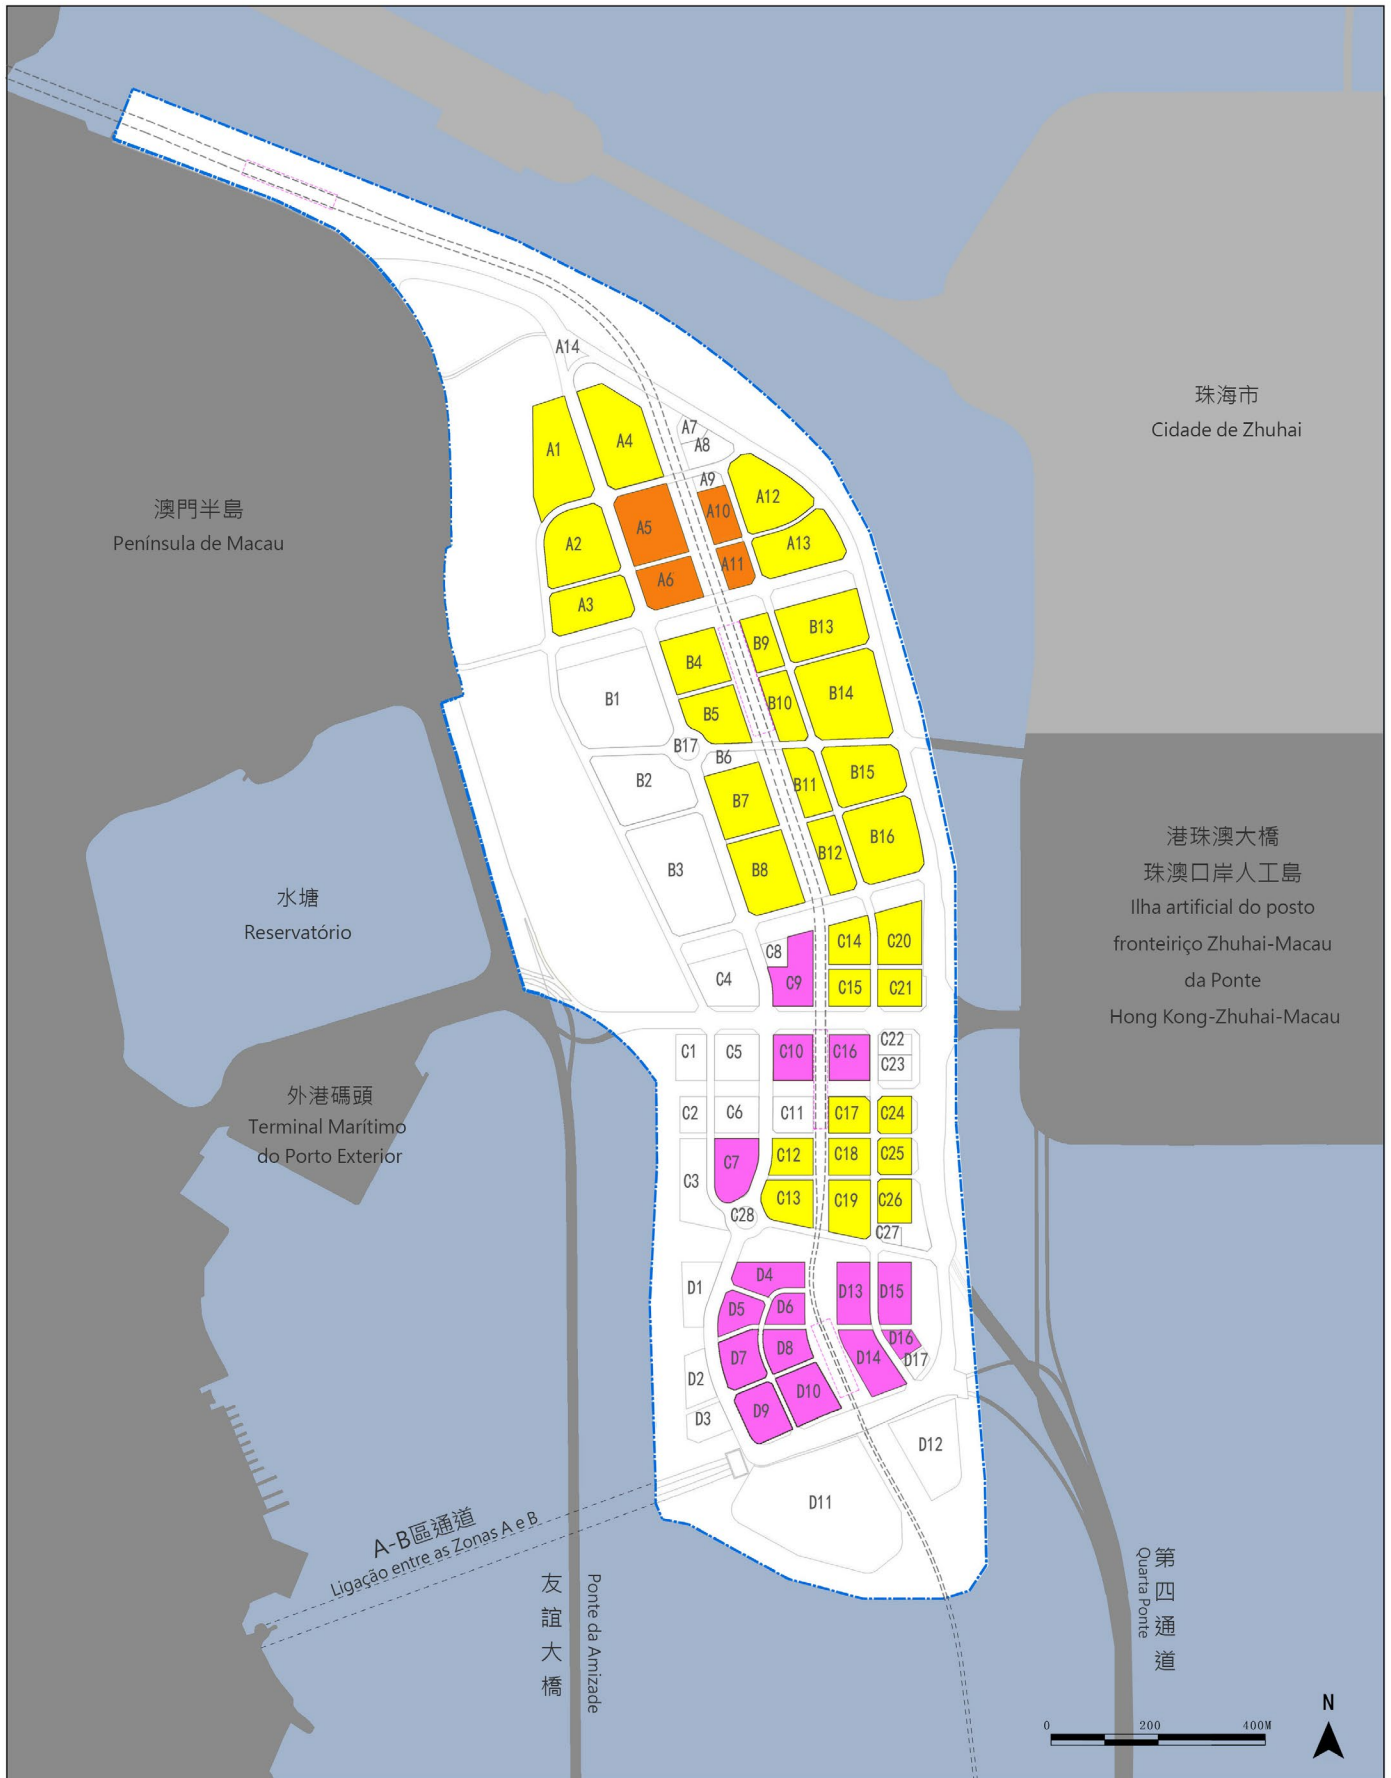 A14
A7
A8
A4
A1
A9
A12
A10
A5
A13
A2
A11
A6
A3
珠海市
Cidade de Zhuhai
澳門半島
Península de Macau
B13
B9
B4
B14
B1
B10
B5
B17
B6
B15
B2
B11
B7
B16
B12
B3
B8
港珠澳大橋
珠澳口岸人工島
Ilha artificial do posto
fronteiriço Zhuhai-Macau
da Ponte
Hong Kong-Zhuhai-Macau
水塘
Reservatório
C14
C20
C8
C4
C9
C15
C21
C22
C1
C5
C10
C16
C23
外港碼頭
Terminal Marítimo
do Porto Exterior
C2
C6
C11
C17
C24
C7
C12
C18
C25
C3
C13
C19
C26
C28
C27
D4
D1
D13
D15
D5
D6
D16
D7
D8
D14
D17
D2
D10
D3
D9
D12
D11
A-B區通道
Ligação entre as Zonas A e B
友誼大橋
Ponte da Amizade
第四通道
Quarta Ponte
N
0 200 400M